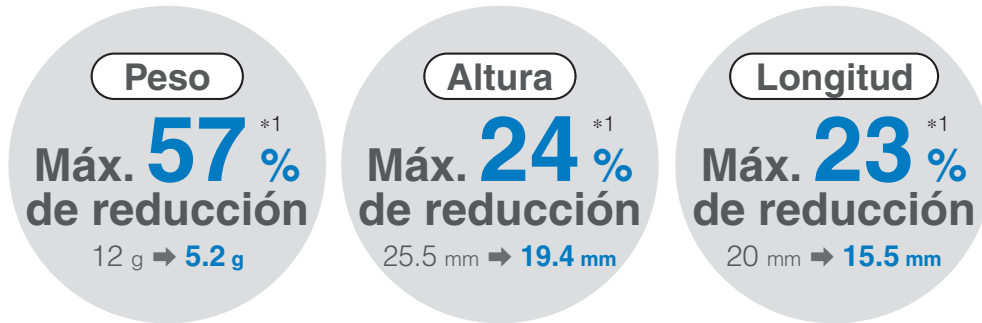 Peso
Máx. 57 %*1
de reducción
12 g ➡ 5.2 g
Altura
Máx. 24 %*1
de reducción
25.5 mm ➡ 19.4 mm
Longitud
Máx. 23 %*1
de reducción
20 mm ➡ 15.5 mm